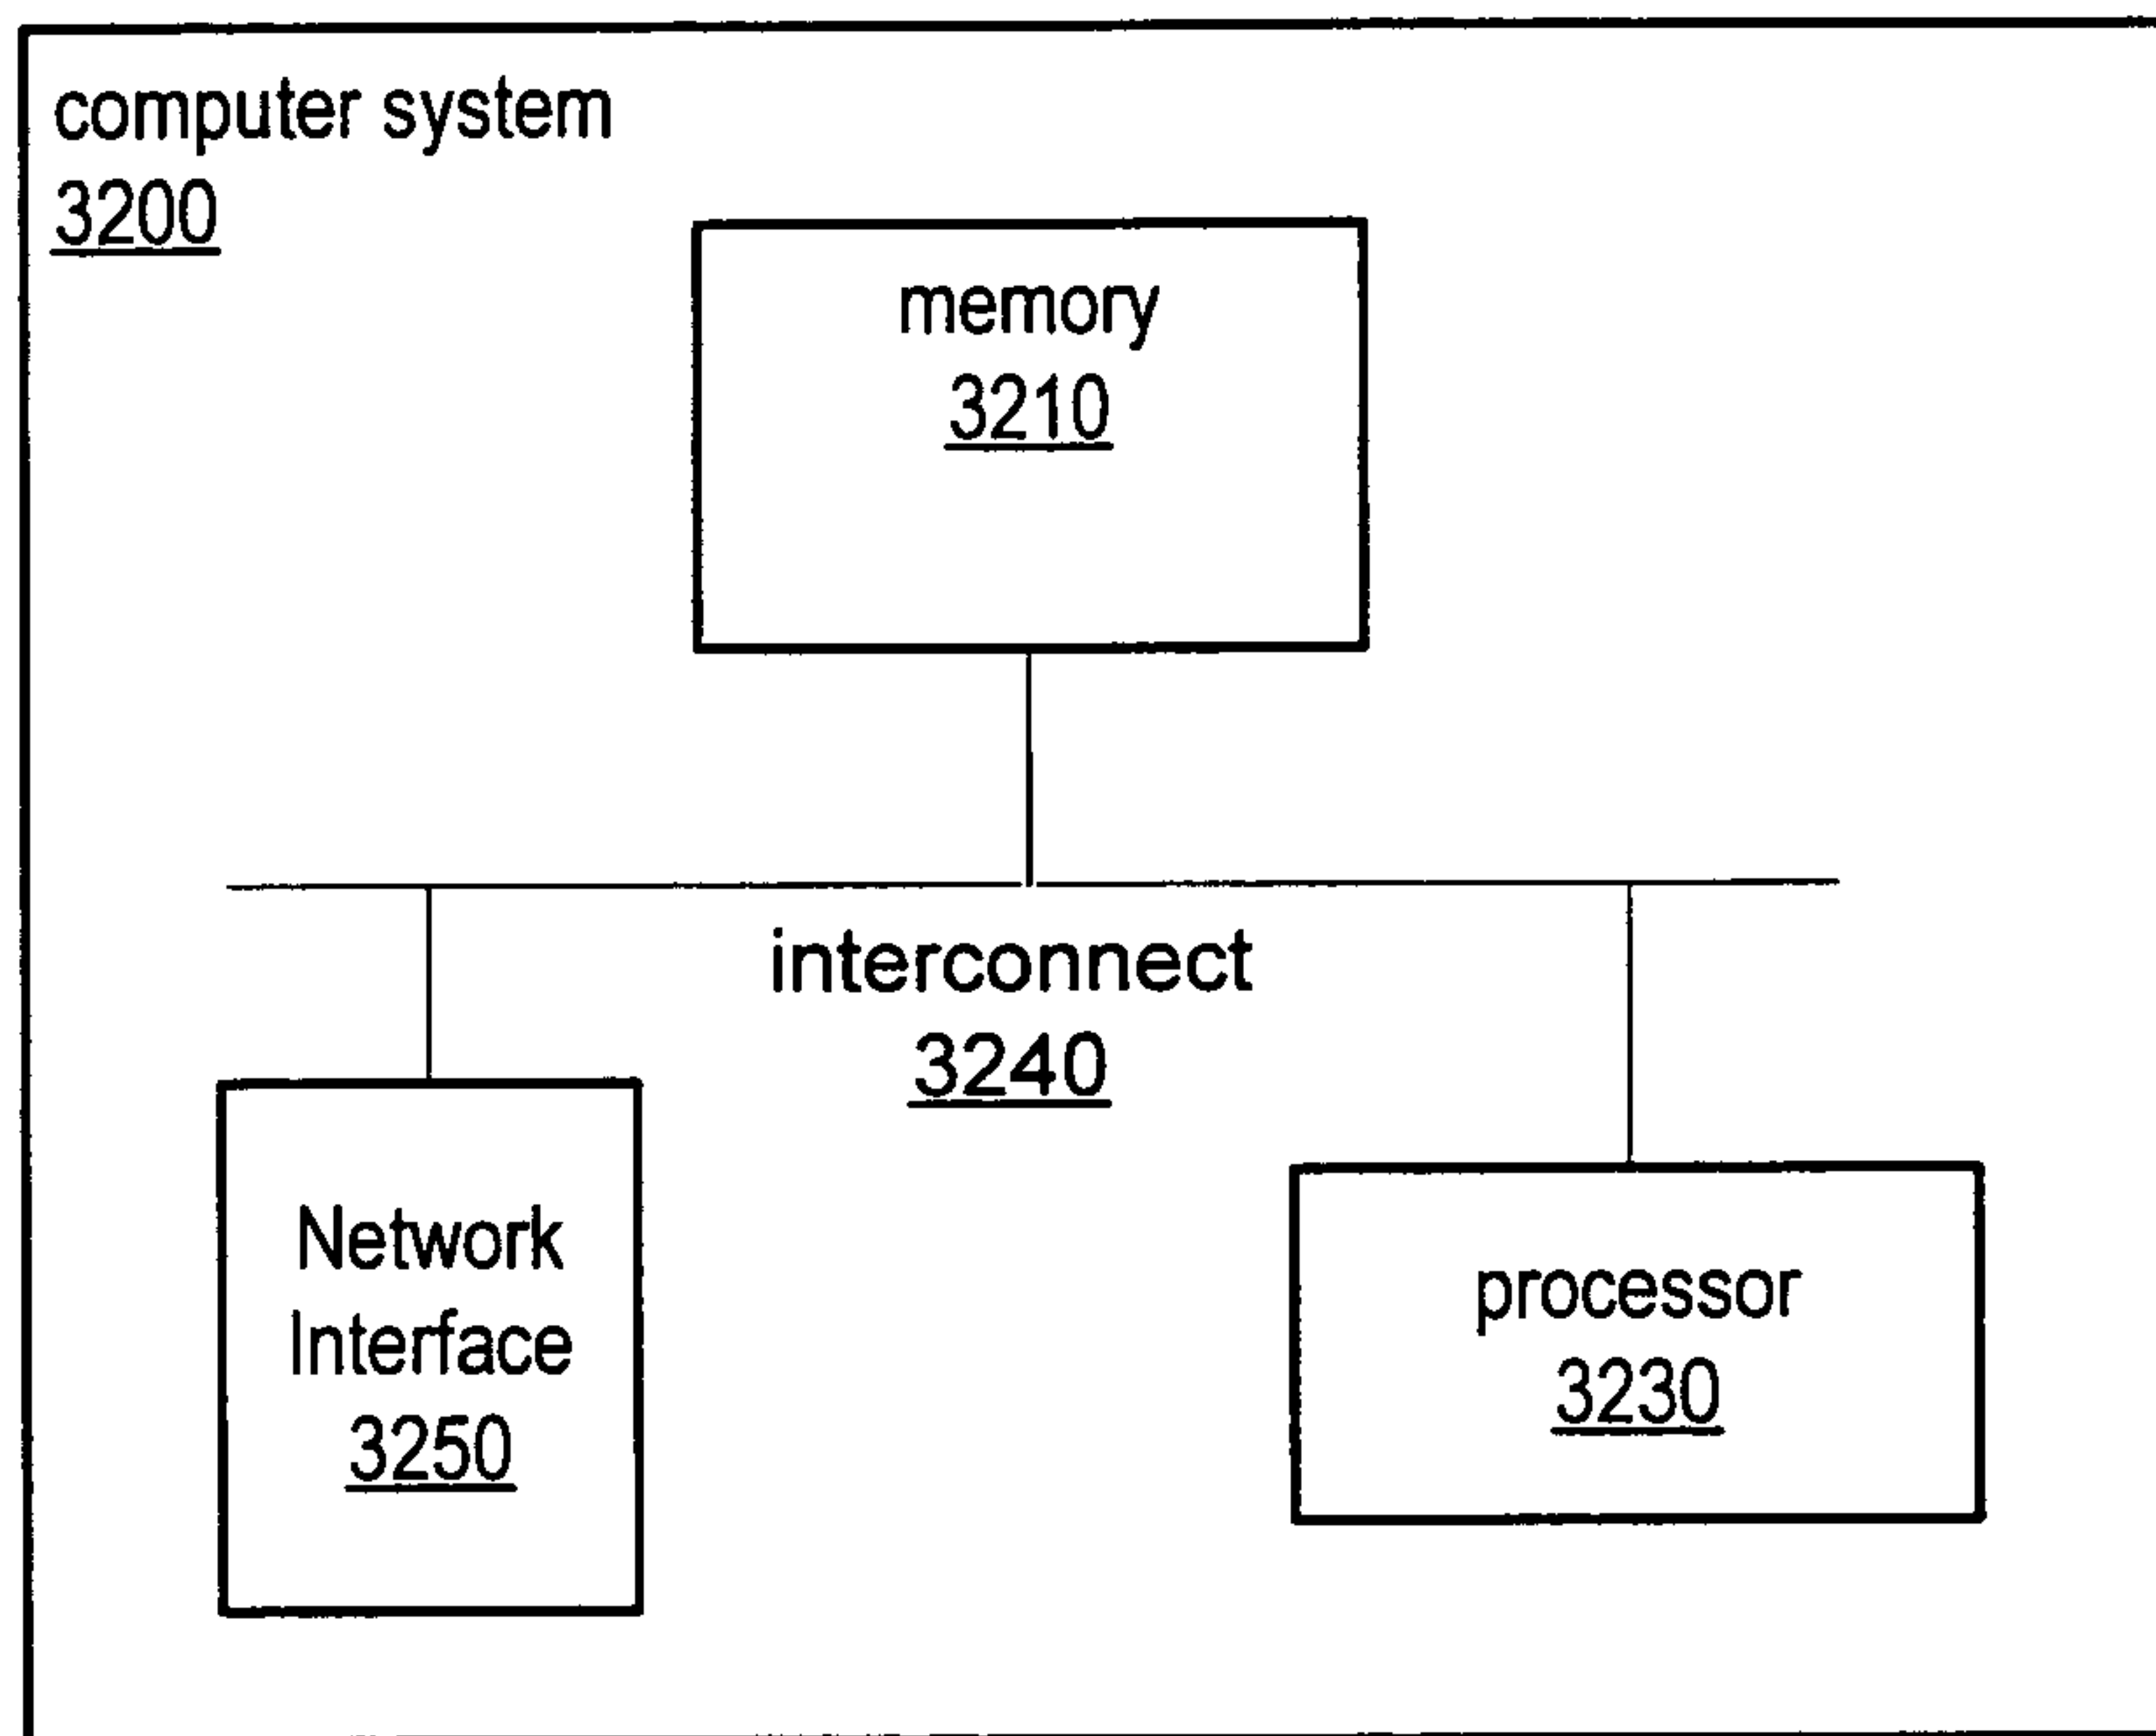 computer system
3200
memory
3210
interconnect
3240
Network
Interface
3250
processor
3230